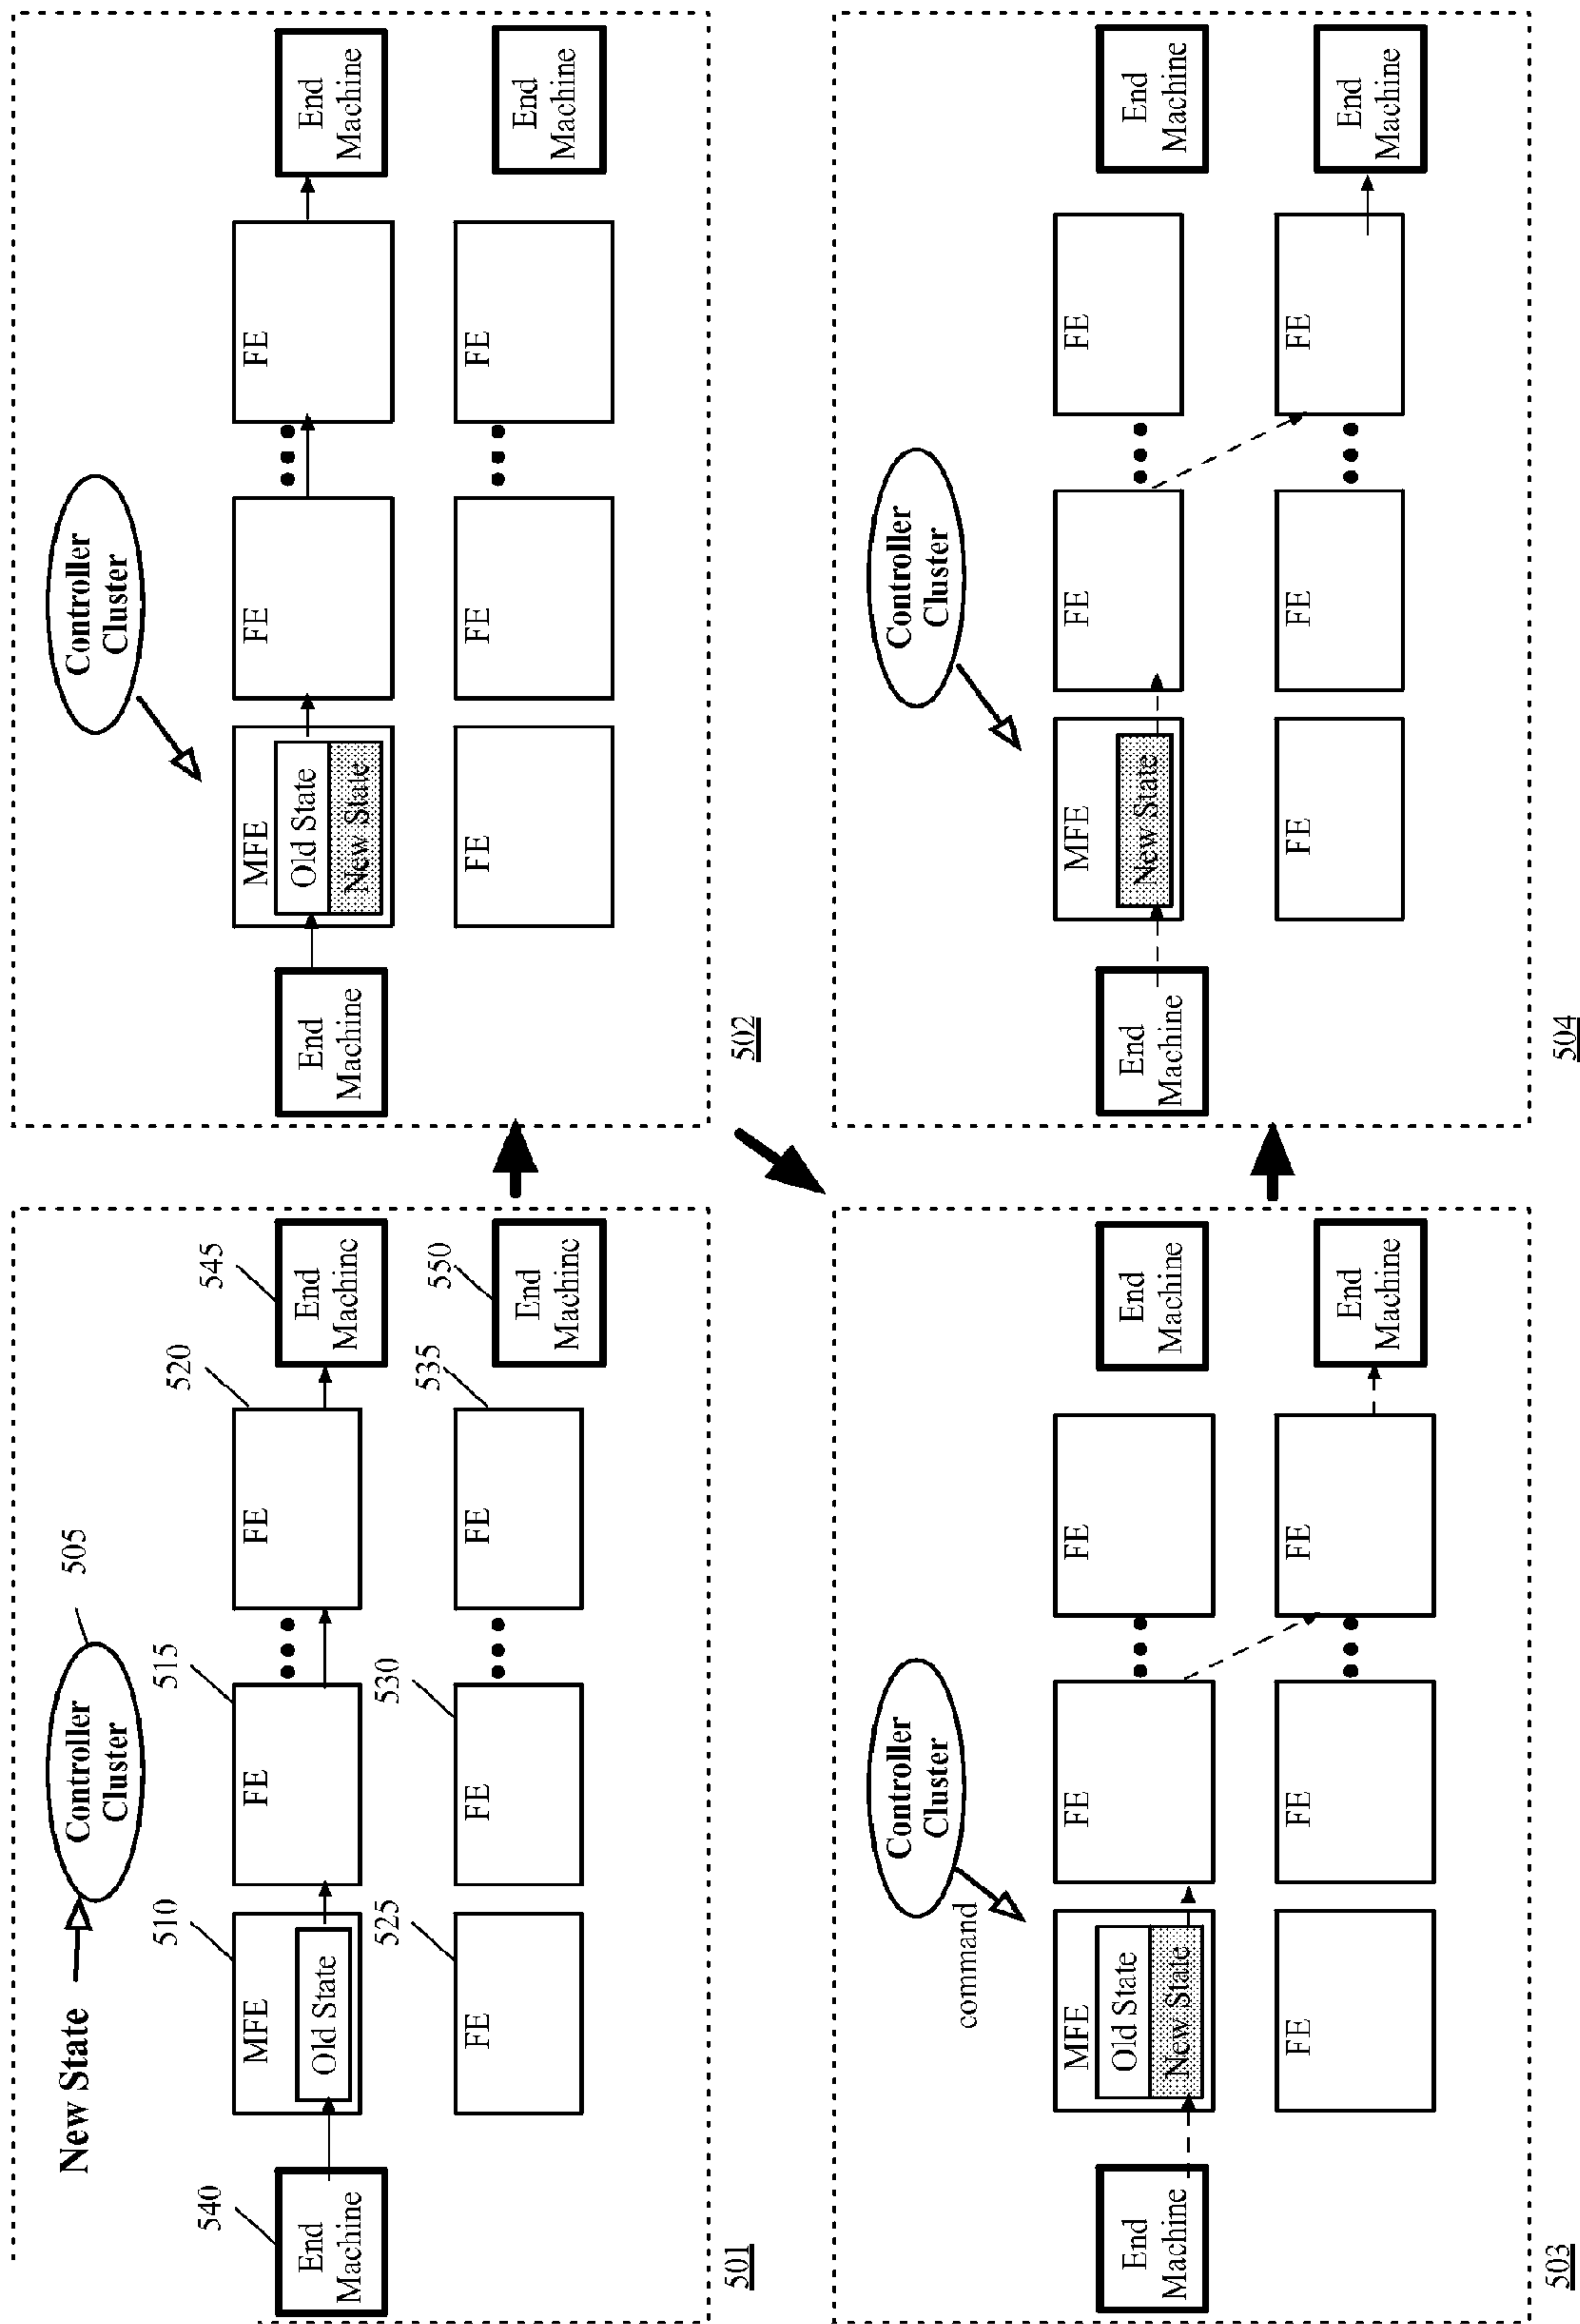 New State
Controller
Cluster
505
540
510
515
520
545
End
Machine
MFE
Old State
FE
FE
End
Machinc
525
530
535
550
FE
FE
FE
End
Machinc
501
Controller
Cluster
End
Machine
MFE
Old State
New State
FE
FE
End
Machine
FE
FE
FE
End
Machine
502
Controller
Cluster
command
End
Machine
MFE
Old State
New State
FE
FE
End
Machine
FE
FE
FE
End
Machine
503
Controller
Cluster
End
Machine
MFE
New State
FE
FE
End
Machine
FE
FE
FE
End
Machine
504